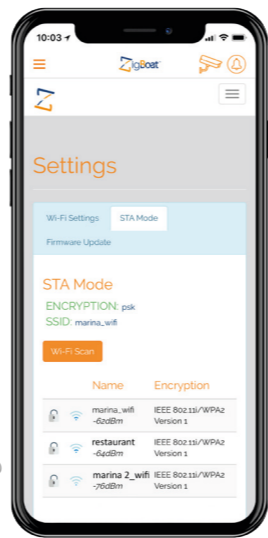 10:03
ZigBoat
Settings
Wi-Fi Settings STA Mode
Firmware Update
STA Mode
ENCRYPTION: psk
SSID: marina_wifi
Wi-Fi Scan
Name Encryption
marina_wifi IEEE 802.11i/WPA2
-62dBm Version 1
restaurant IEEE 802.11i/WPA2
-64dBm Version 1
marina 2_wifi IEEE 802.11i/WPA2
-76dBm Version 1